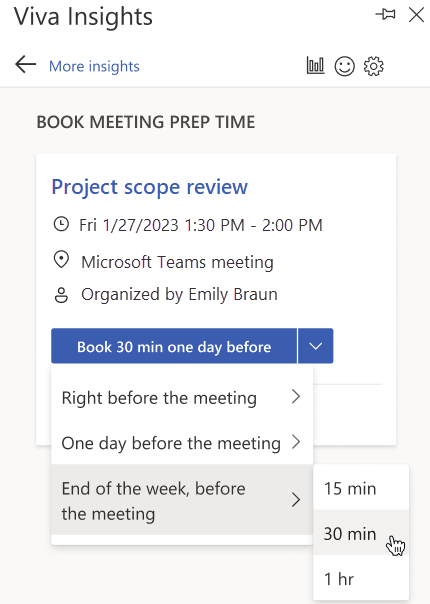 Viva Insights
More insights
BOOK MEETING PREP TIME
Project scope review
Fri 1/27/2023 1:30 PM - 2:00 PM
Microsoft Teams meeting
Organized by Emily Braun
Book 30 min one day before
Right before the meeting
One day before the meeting
End of the week, before
the meeting
15 min
30 min
1 hr